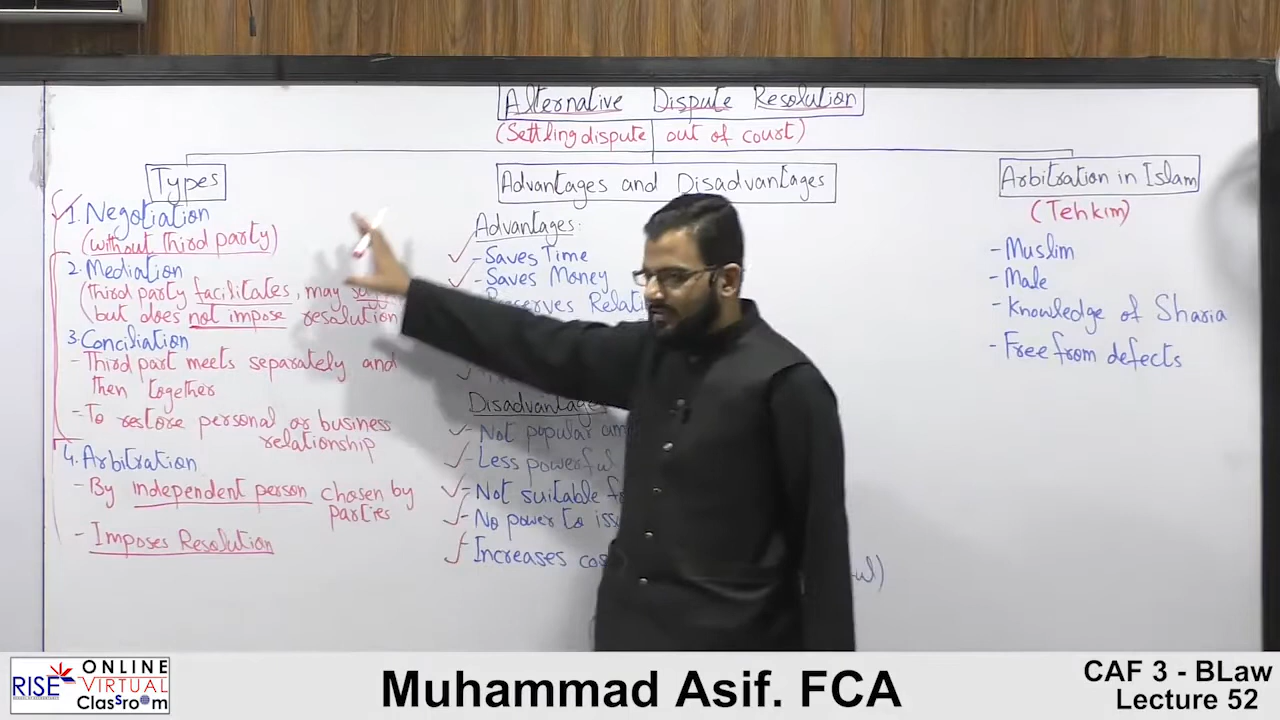 Alternative Dispute Resolution
(Settling dispute out of court)
Types
1. Negotiation
(without third party)
2. Mediation
(third party facilitates, may
but does not impose resolution
3. Conciliation
- Third part meets separately and
then together
- To restore personal or business
relationship
4. Arbitration
- By independent person chosen by
parties
- Imposes Resolution
Advantages and Disadvantages
Advantages:
- Saves Time
- Saves Money
Disadvantages
- Not popular
- Less powerful
- Not suitable
- No power to
- Increases
Arbitration in Islam
(Tehkim)
- Muslim
- Male
- Knowledge of Sharia
- Free from defects
RISE ONLINE VIRTUAL ClaSsrooM
Muhammad Asif. FCA
CAF 3 - BLaw
Lecture 52